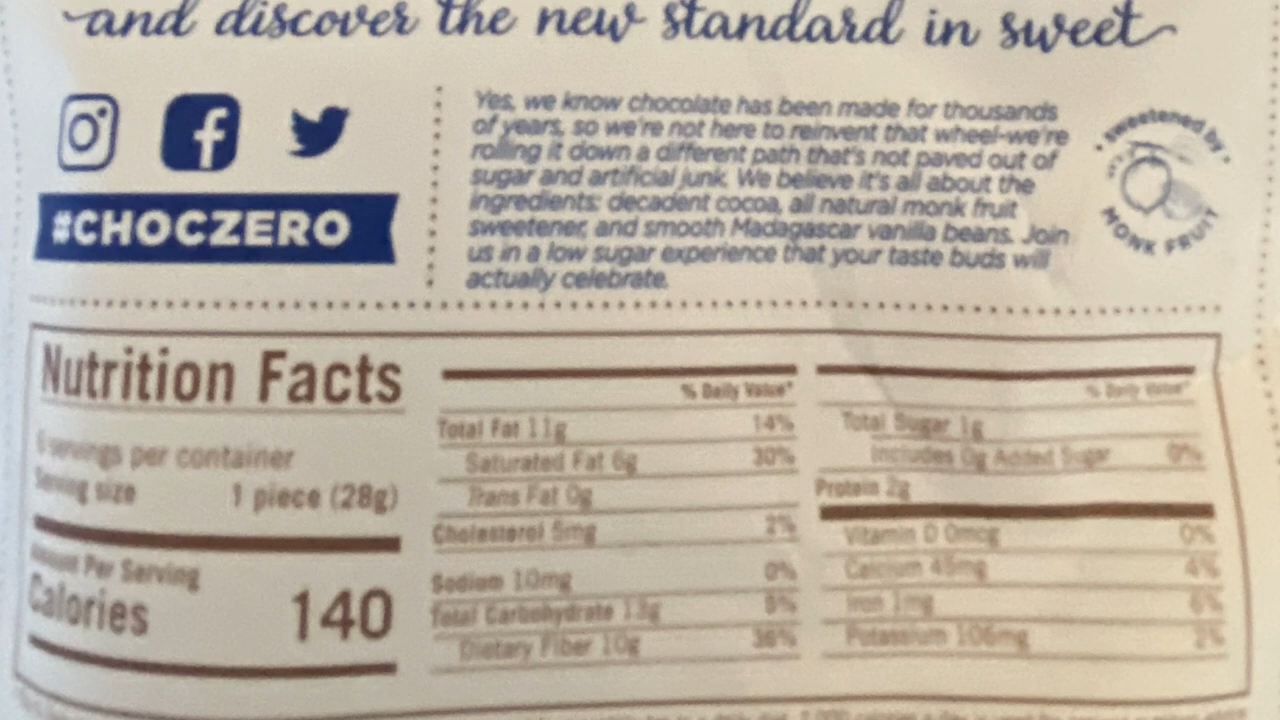 and discover the new standard in sweet
#CHOCZERO
Yes, we know chocolate has been made for thousands
of years, so we're not here to reinvent that wheel-we're
rolling it down a different path that's not paved out of
sugar and artificial junk. We believe it's all about the
ingredients: decadent cocoa, all natural monk fruit
sweetener, and smooth Madagascar vanilla beans. Join
us in a low sugar experience that your taste buds will
actually celebrate.
• sweetened by •
MONK FRUIT
Nutrition Facts
servings per container
Serving size 1 piece (28g)
Amount Per Serving
Calories 140
% Daily Value*
Total Fat 11g 14%
Saturated Fat 6g 30%
Trans Fat 0g
Cholesterol 5mg 2%
Sodium 10mg 0%
Total Carbohydrate 13g 5%
Dietary Fiber 10g 36%
% Daily Value*
Total Sugar 1g
Includes 0g Added Sugar 0%
Protein 2g
Vitamin D 0mcg 0%
Calcium 45mg 4%
Iron 1mg 6%
Potassium 106mg 2%